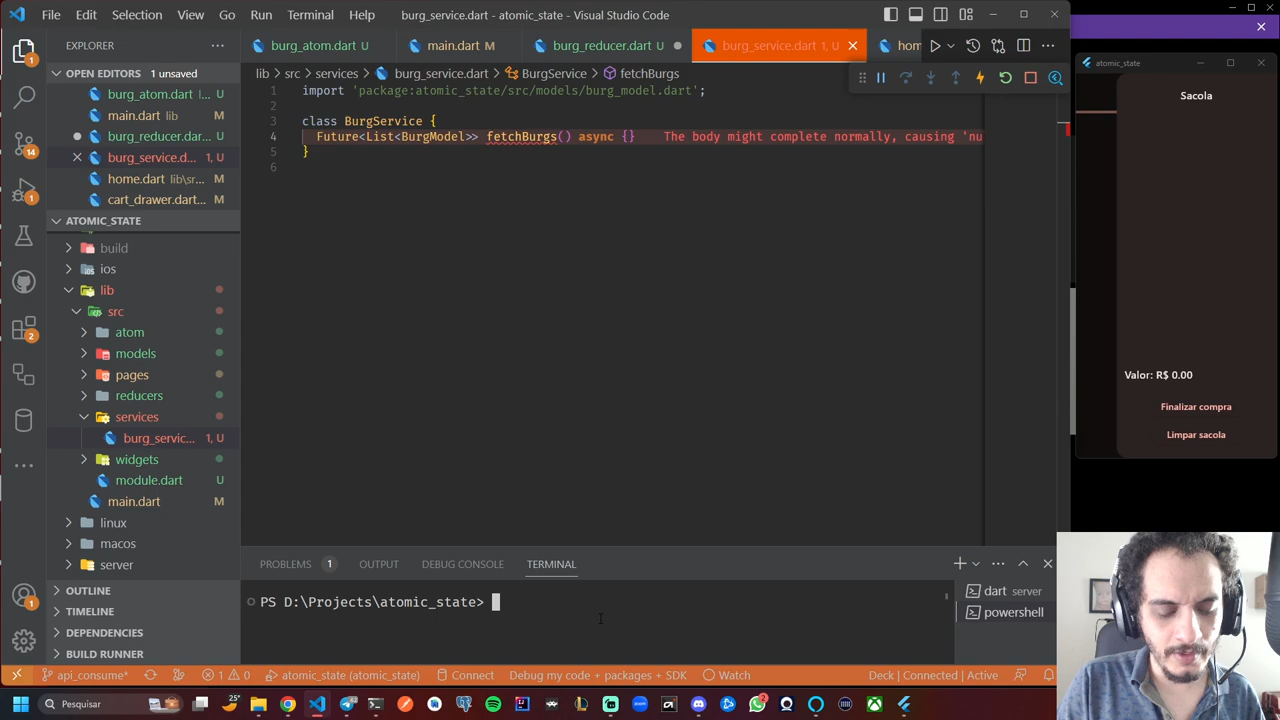 File Edit Selection View Go Run Terminal Help
burg_service.dart - atomic_state - Visual Studio Code
EXPLORER
OPEN EDITORS 1 unsaved
burg_atom.dart l... U
main.dart lib
burg_reducer.dart... U
burg_service.d... 1, U
home.dart lib\sr...
cart_drawer.dart...
ATOMIC_STATE
build
ios
lib
src
atom
models
pages
reducers
services
burg_servic... 1, U
widgets
module.dart U
main.dart M
linux
macos
server
OUTLINE
TIMELINE
DEPENDENCIES
BUILD RUNNER
burg_atom.dart U
main.dart M
burg_reducer.dart U
burg_service.dart 1, U
hom
lib > src > services > burg_service.dart > BurgService > fetchBurgs
1 import 'package:atomic_state/src/models/burg_model.dart';
2
3 class BurgService {
4 Future<List<BurgModel>> fetchBurgs() async {} The body might complete normally, causing 'nu
5 }
6
PROBLEMS 1 OUTPUT DEBUG CONSOLE TERMINAL
PS D:\Projects\atomic_state>
dart server
powershell
api_consume* 1 0 atomic_state (atomic_state) Connect Debug my code + packages + SDK Watch Deck | Connected | Active
Pesquisar
25°
2
atomic_state
Sacola
Valor: R$ 0.00
Finalizar compra
Limpar sacola